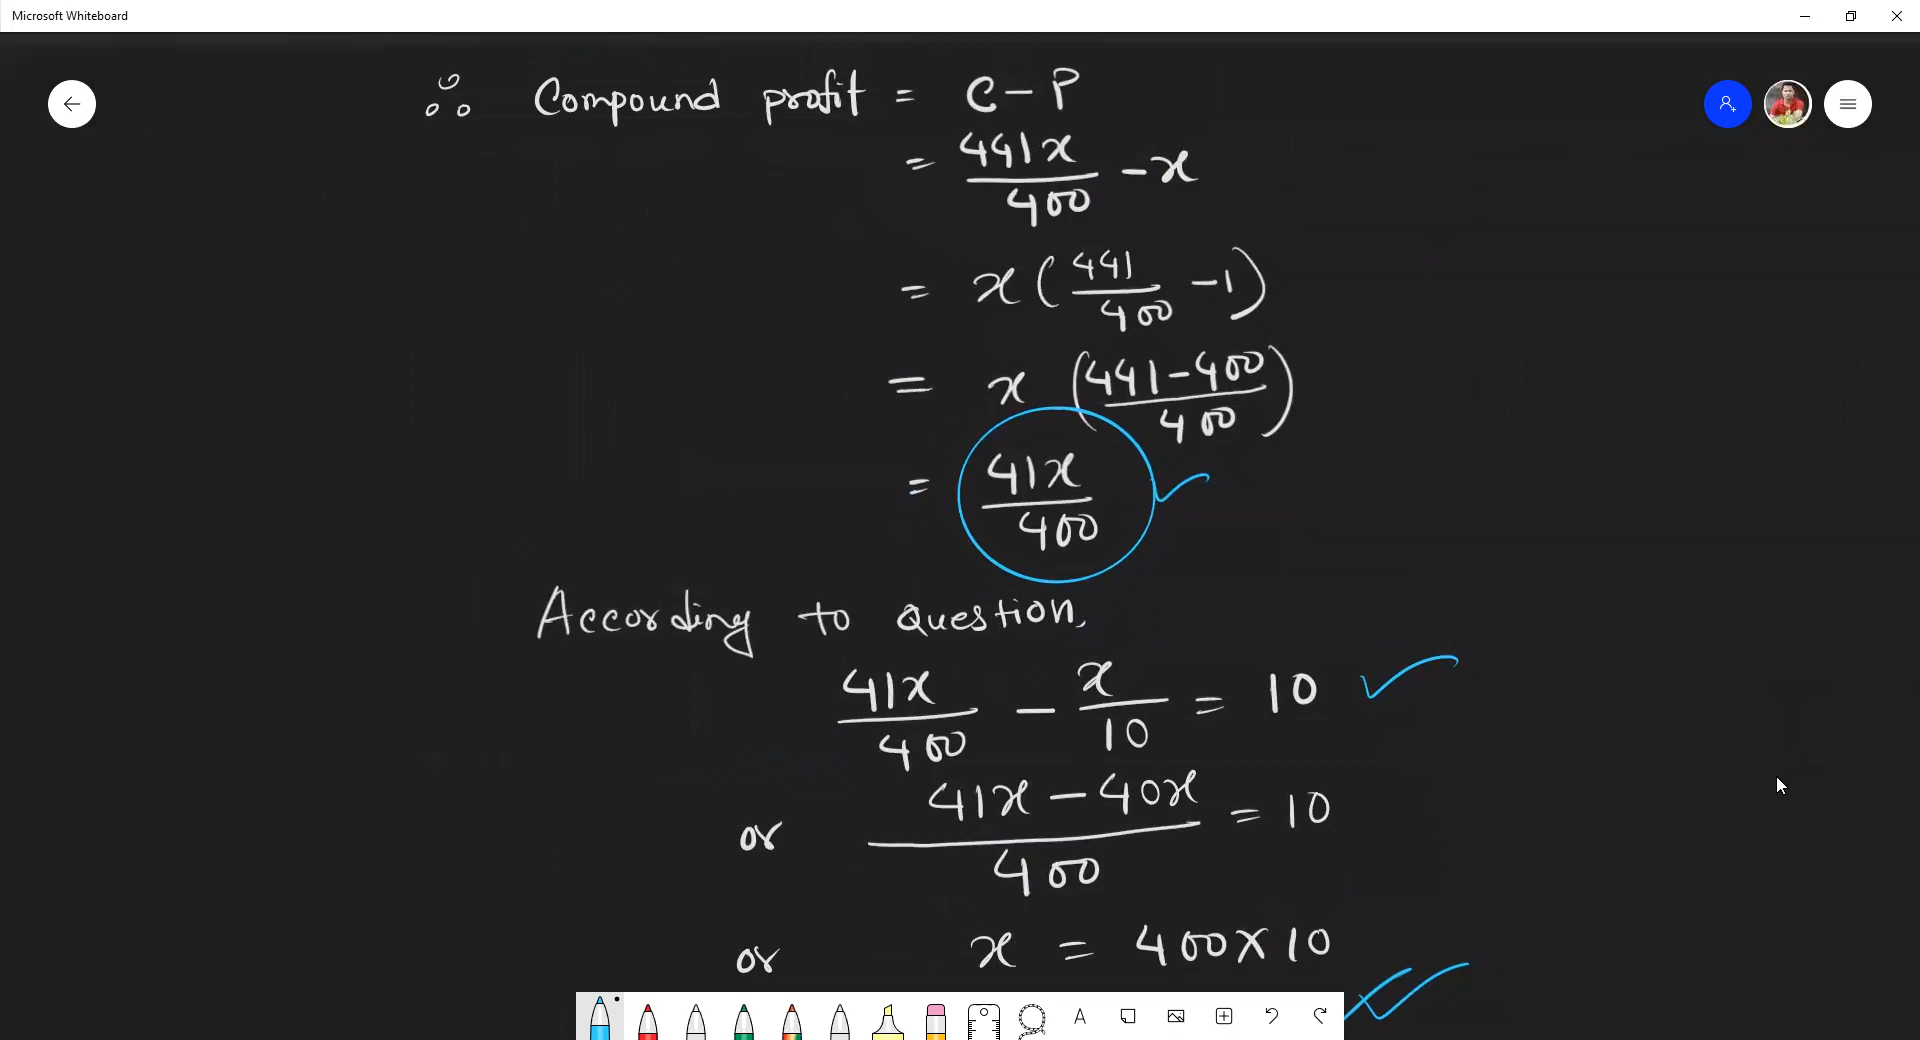 Microsoft Whiteboard
∴ Compound profit = C - P
= 441x/400 - x
= x (441/400 - 1)
= x (441-400/400)
= 41x/400
According to question,
41x/400 - x/10 = 10
or 41x - 40x/400 = 10
or x = 400 × 10
A